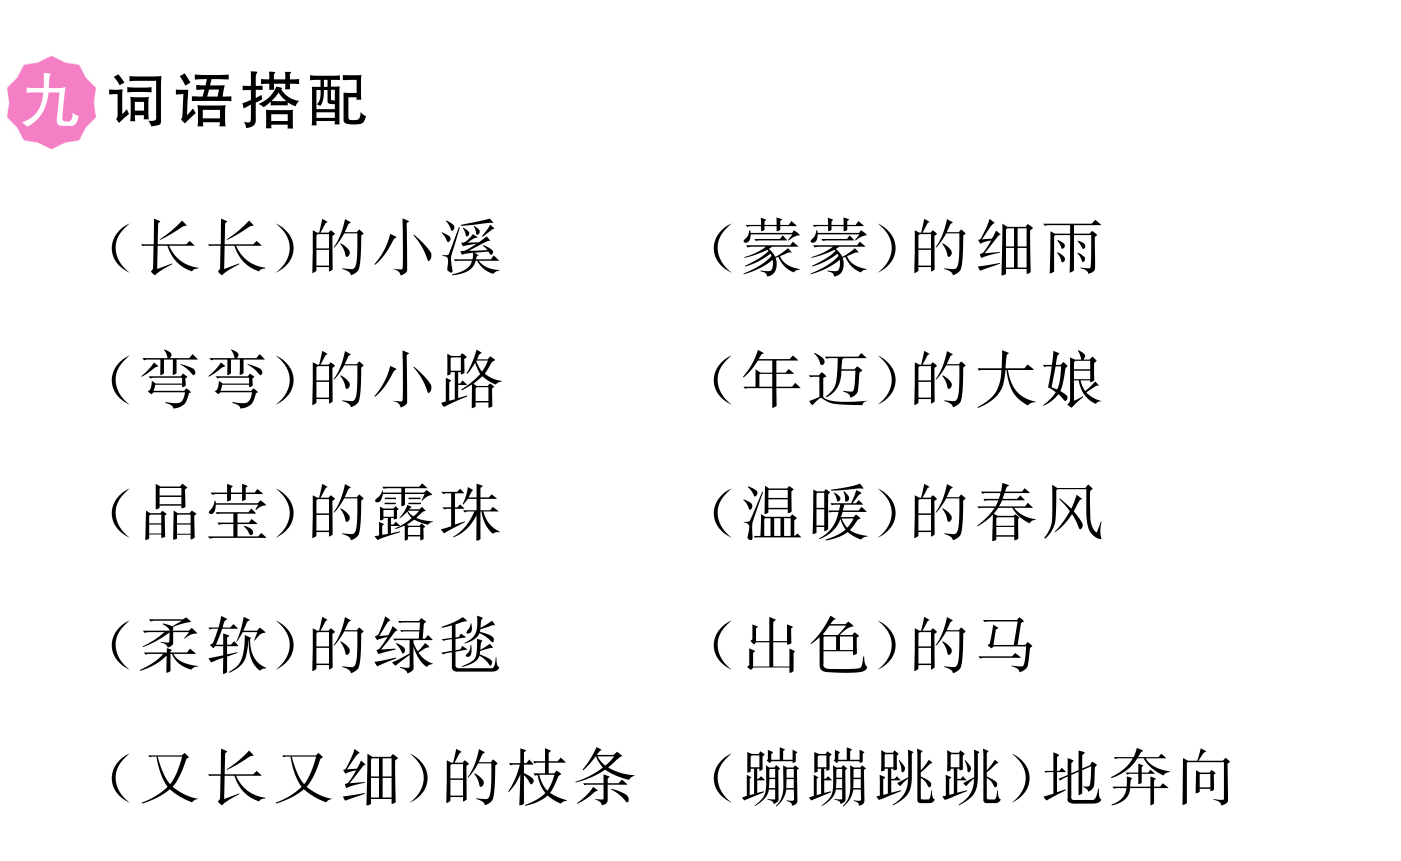 九 词语搭配
（长长）的小溪 （蒙蒙）的细雨
（弯弯）的小路 （年迈）的大娘
（晶莹）的露珠 （温暖）的春风
（柔软）的绿毯 （出色）的马
（又长又细）的枝条 （蹦蹦跳跳）地奔向